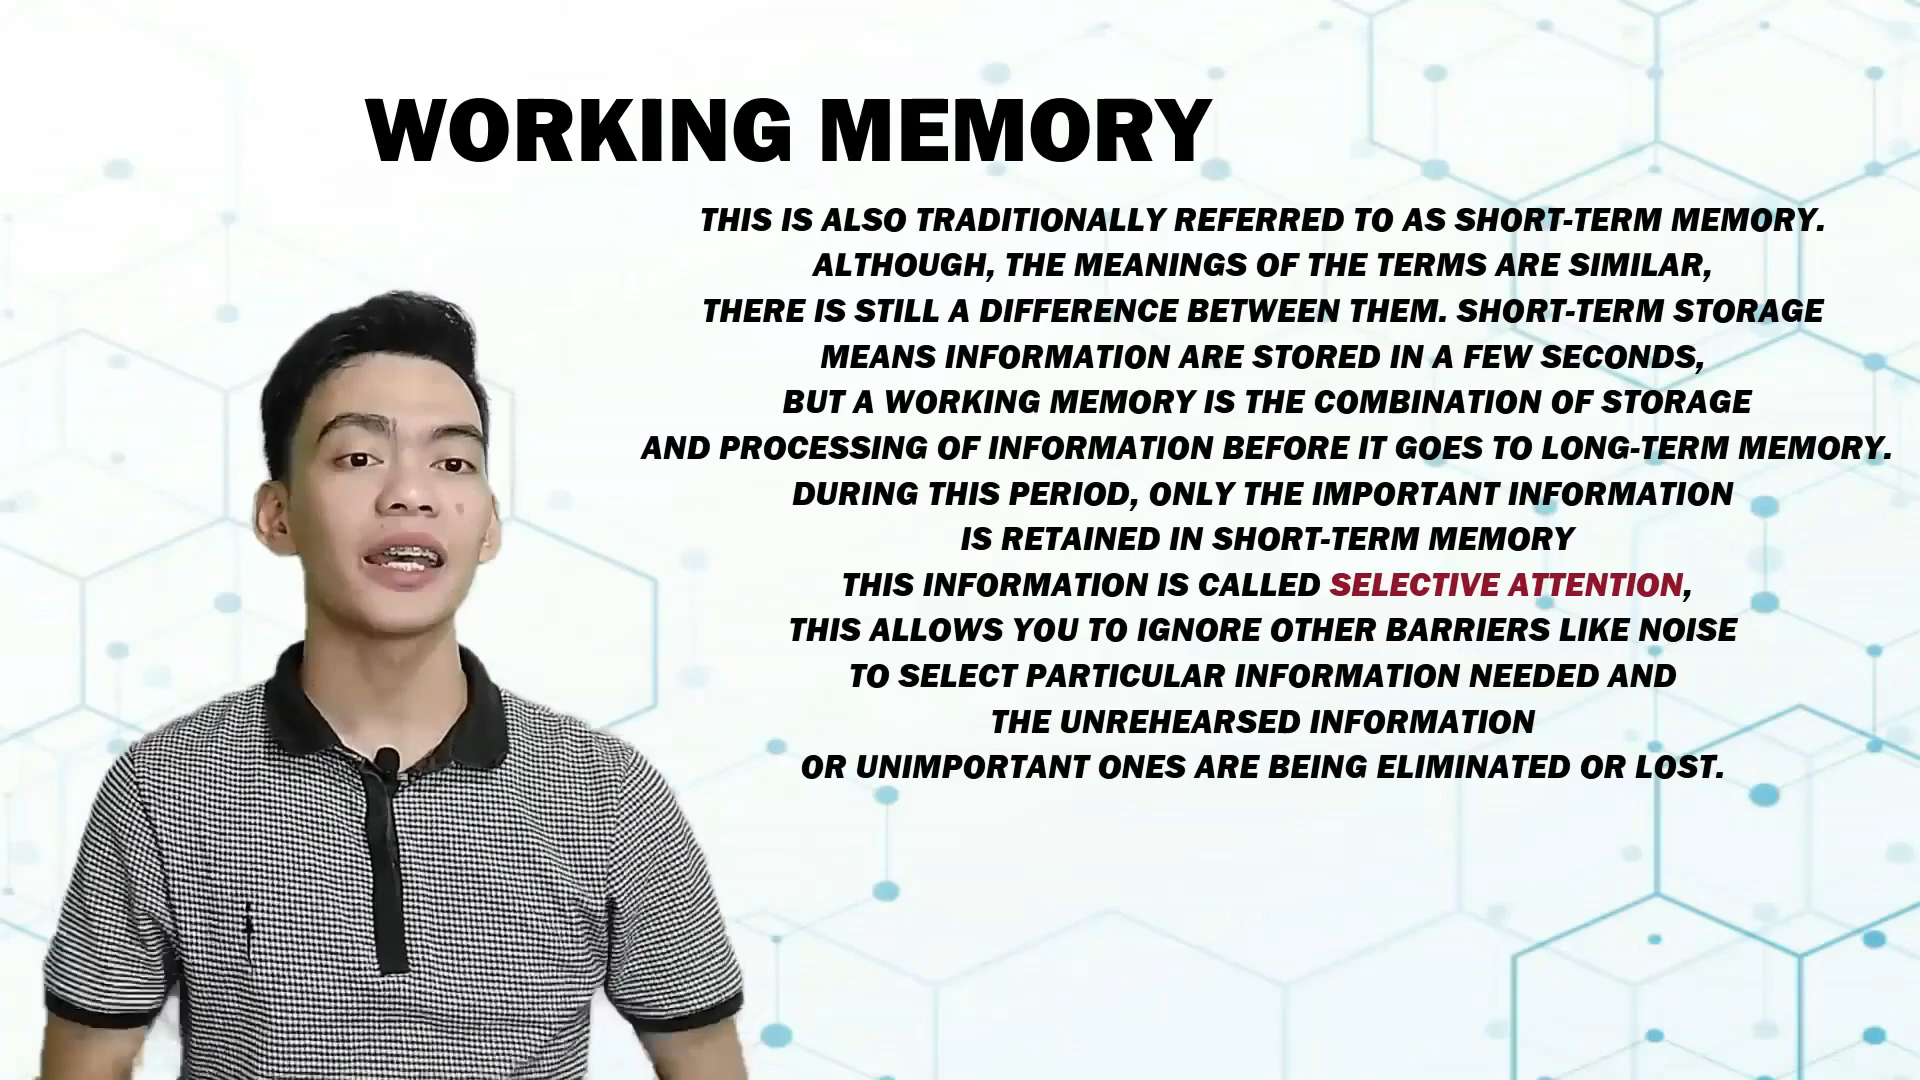 WORKING MEMORY
THIS IS ALSO TRADITIONALLY REFERRED TO AS SHORT-TERM MEMORY.
ALTHOUGH, THE MEANINGS OF THE TERMS ARE SIMILAR,
THERE IS STILL A DIFFERENCE BETWEEN THEM. SHORT-TERM STORAGE
MEANS INFORMATION ARE STORED IN A FEW SECONDS,
BUT A WORKING MEMORY IS THE COMBINATION OF STORAGE
AND PROCESSING OF INFORMATION BEFORE IT GOES TO LONG-TERM MEMORY.
DURING THIS PERIOD, ONLY THE IMPORTANT INFORMATION
IS RETAINED IN SHORT-TERM MEMORY
THIS INFORMATION IS CALLED SELECTIVE ATTENTION,
THIS ALLOWS YOU TO IGNORE OTHER BARRIERS LIKE NOISE
TO SELECT PARTICULAR INFORMATION NEEDED AND
THE UNREHEARSED INFORMATION
OR UNIMPORTANT ONES ARE BEING ELIMINATED OR LOST.